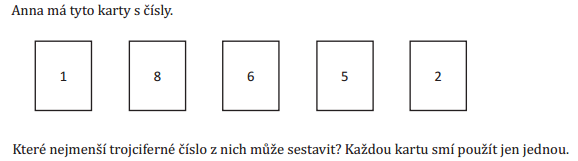 Anna má tyto karty s čísly.
1 8 6 5 2
Které nejmenší trojciferné číslo z nich může sestavit? Každou kartu smí použít jen jednou.